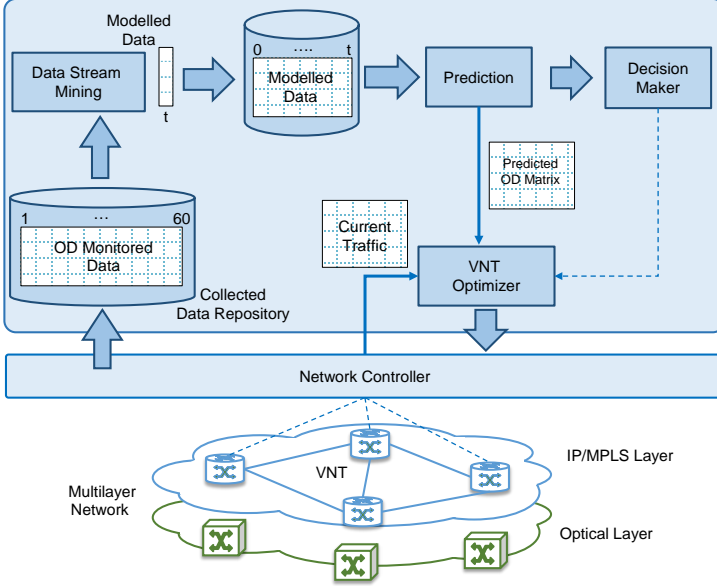 Modelled
Data
Data Stream
Mining
t
0 .... t
Modelled
Data
Prediction
Decision
Maker
Predicted
OD Matrix
1 ... 60
OD Monitored
Data
Current
Traffic
VNT
Optimizer
Collected
Data Repository
Network Controller
IP/MPLS Layer
VNT
Multilayer
Network
Optical Layer